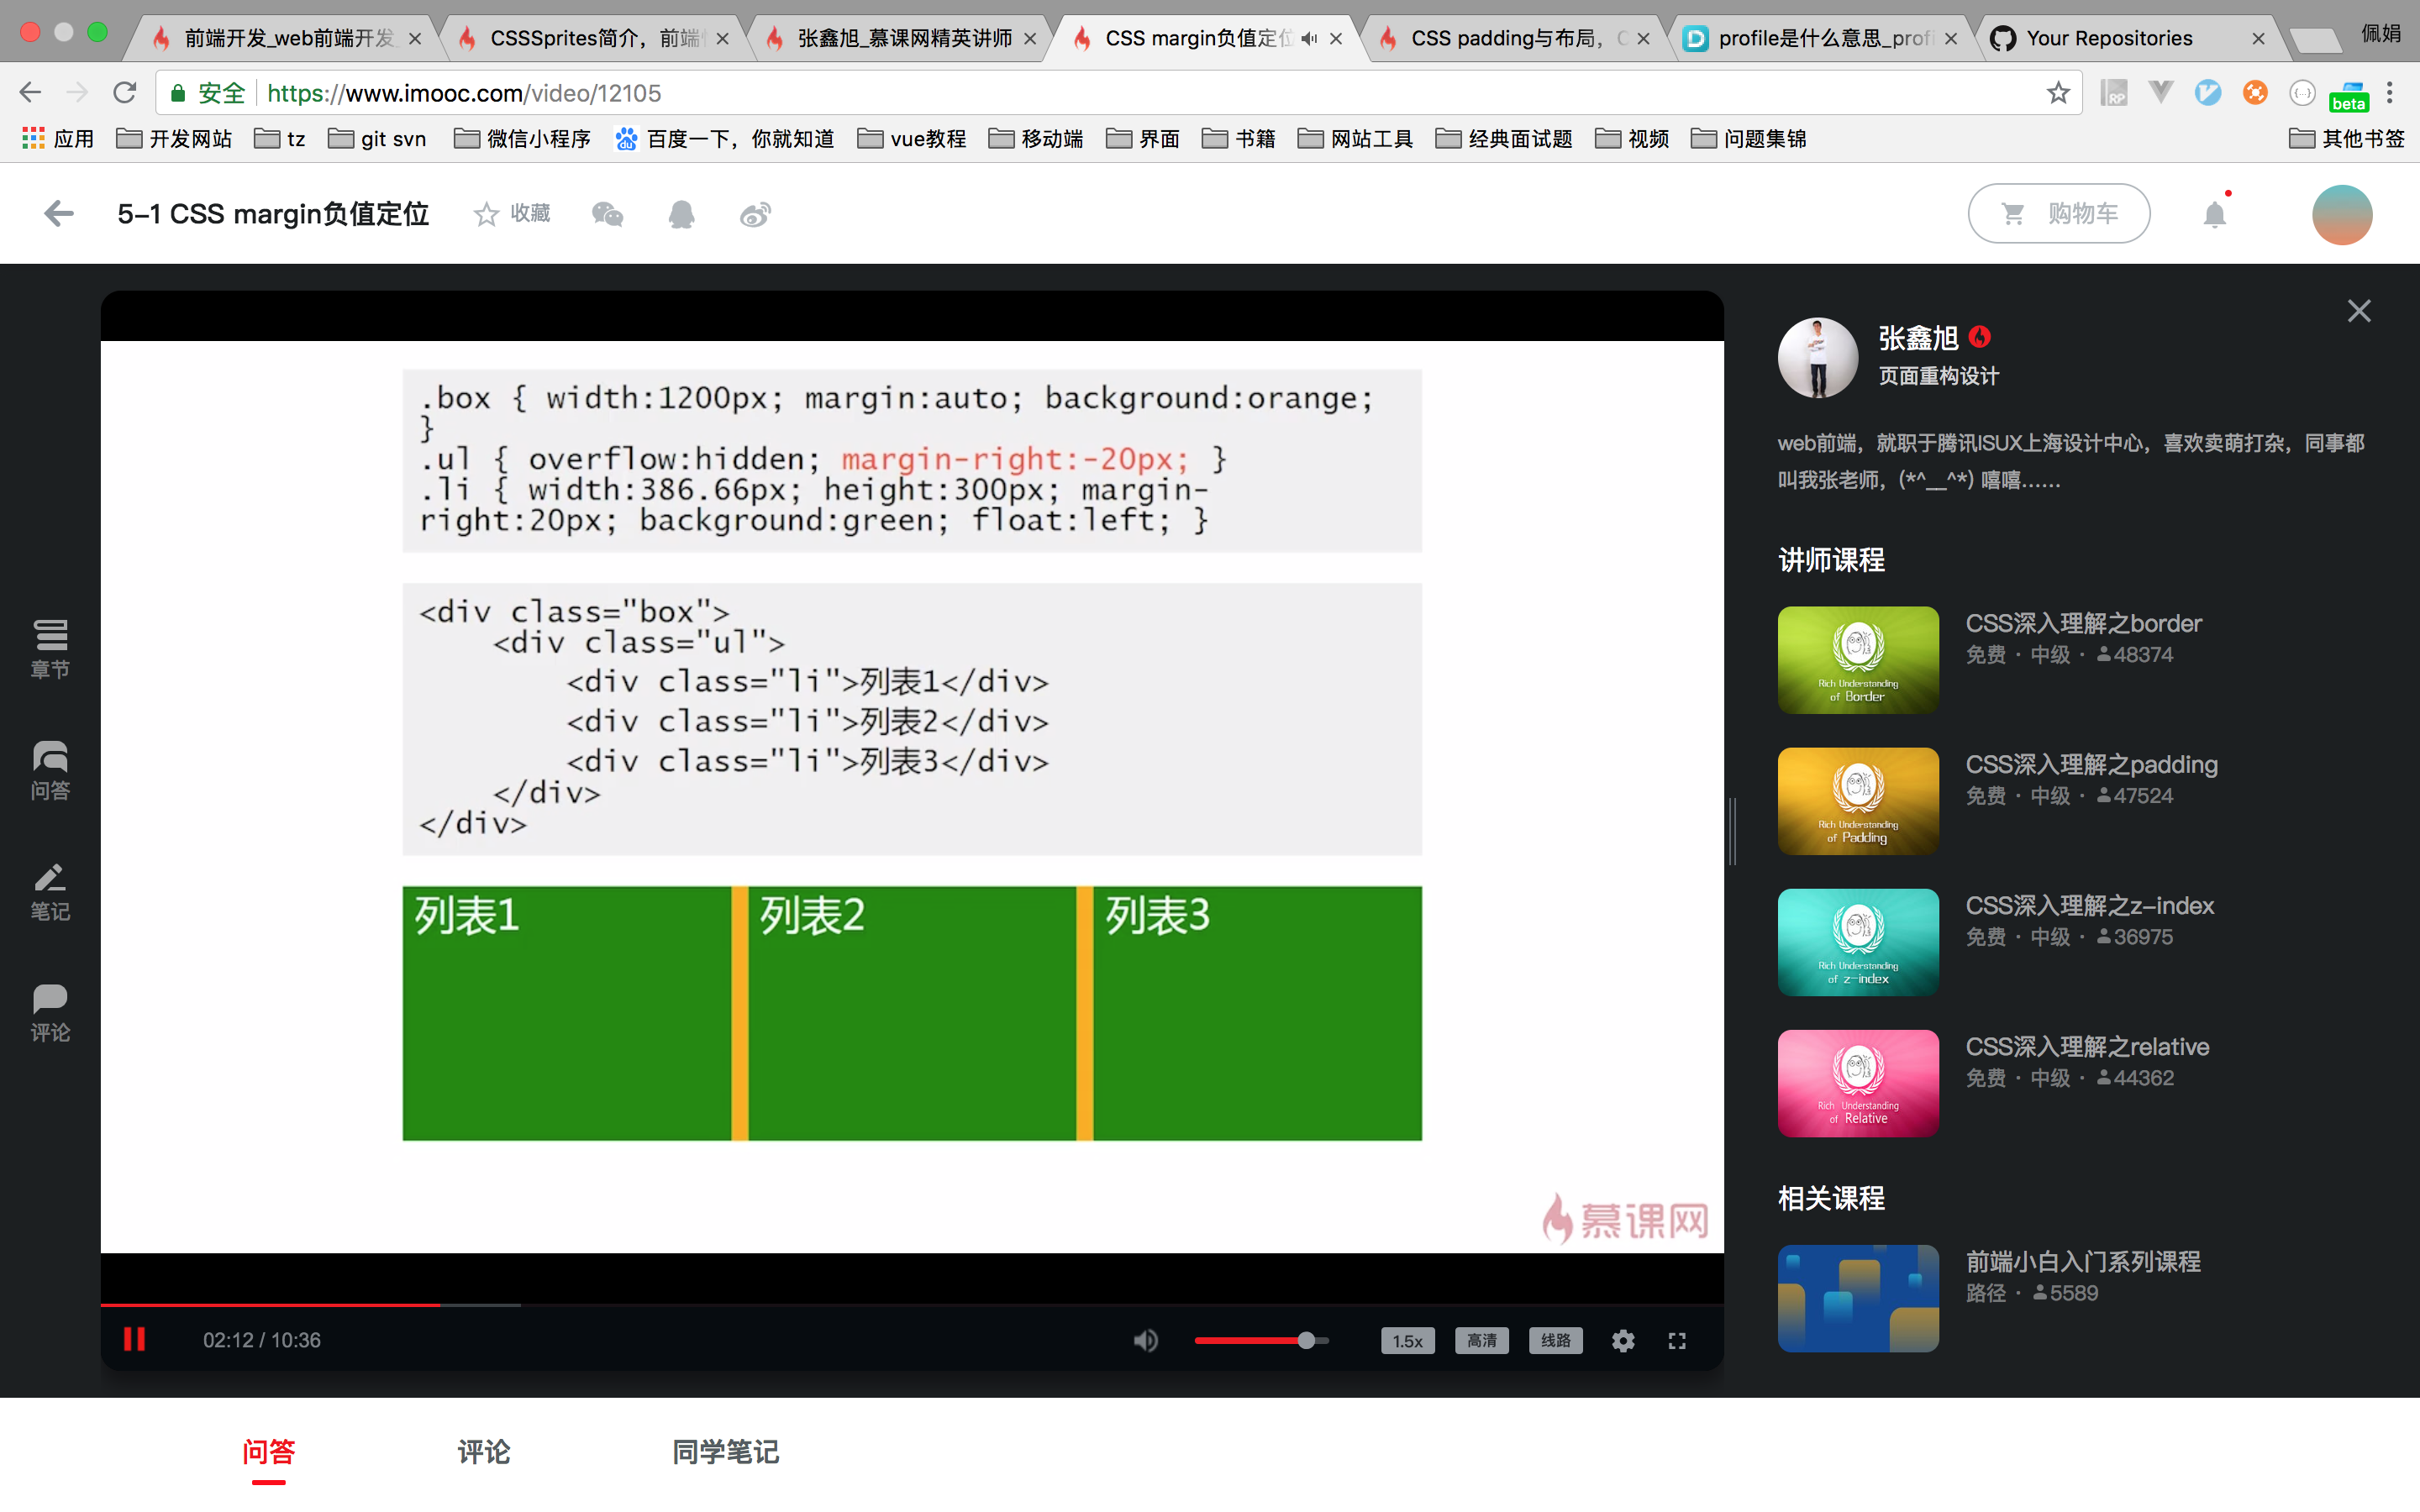 前端开发_web前端开发
CSSSprites简介，前端
张鑫旭_慕课网精英讲师
CSS margin负值定位
CSS padding与布局，
profile是什么意思_prof
Your Repositories
佩娟
安全
https://www.imooc.com/video/12105
beta
应用
开发网站
tz
git svn
微信小程序
百度一下，你就知道
vue教程
移动端
界面
书籍
网站工具
经典面试题
视频
问题集锦
其他书签
5-1 CSS margin负值定位
收藏
购物车
章节
问答
笔记
评论
.box { width:1200px; margin:auto; background:orange;
}
.ul { overflow:hidden; margin-right:-20px; }
.li { width:386.66px; height:300px; margin-
right:20px; background:green; float:left; }
<div class="box">
<div class="ul">
<div class="li">列表1</div>
<div class="li">列表2</div>
<div class="li">列表3</div>
</div>
</div>
列表1
列表2
列表3
慕课网
02:12 / 10:36
1.5x
高清
线路
张鑫旭
页面重构设计
web前端，就职于腾讯ISUX上海设计中心，喜欢卖萌打杂，同事都
叫我张老师，(*^__^*) 嘻嘻……
讲师课程
Rich Understanding
of Border
CSS深入理解之border
免费 · 中级 · 48374
Rich Understanding
of Padding
CSS深入理解之padding
免费 · 中级 · 47524
Rich Understanding
of z-index
CSS深入理解之z-index
免费 · 中级 · 36975
Rich Understanding
of Relative
CSS深入理解之relative
免费 · 中级 · 44362
相关课程
前端小白入门系列课程
路径 · 5589
问答
评论
同学笔记